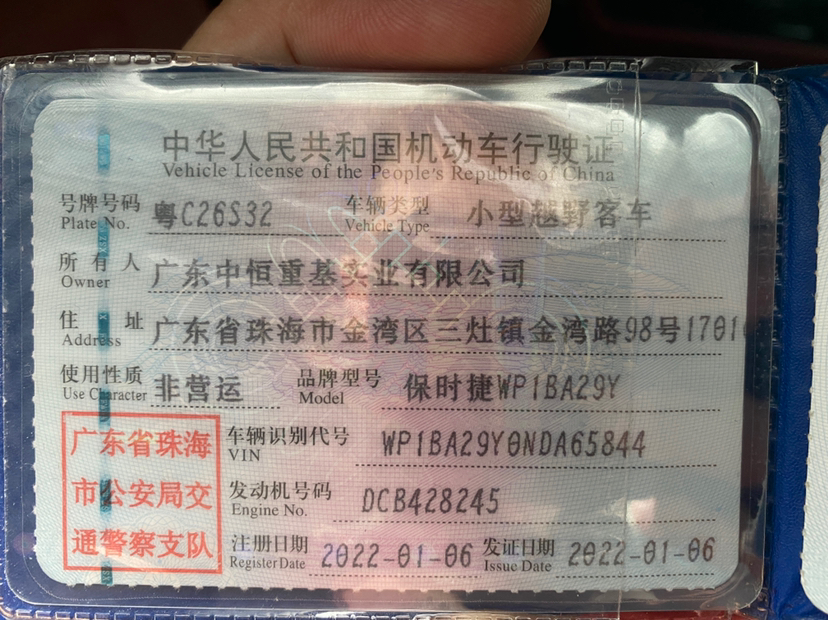 中华人民共和国机动车行驶证
Vehicle License of the People's Republic of China
号牌号码 粤C26S32 车辆类型 小型越野客车
Plate No. Vehicle Type
所有人 广东中恒重基实业有限公司
Owner
住址 广东省珠海市金湾区三灶镇金湾路98号1701
Address
使用性质 非营运 品牌型号 保时捷WP1BA29Y
Use Character Model
广东省珠海 车辆识别代号 WP1BA29Y0NDA65844
VIN
市公安局交 发动机号码 DCB428245
Engine No.
通警察支队 注册日期 2022-01-06 发证日期 2022-01-06
Register Date Issue Date